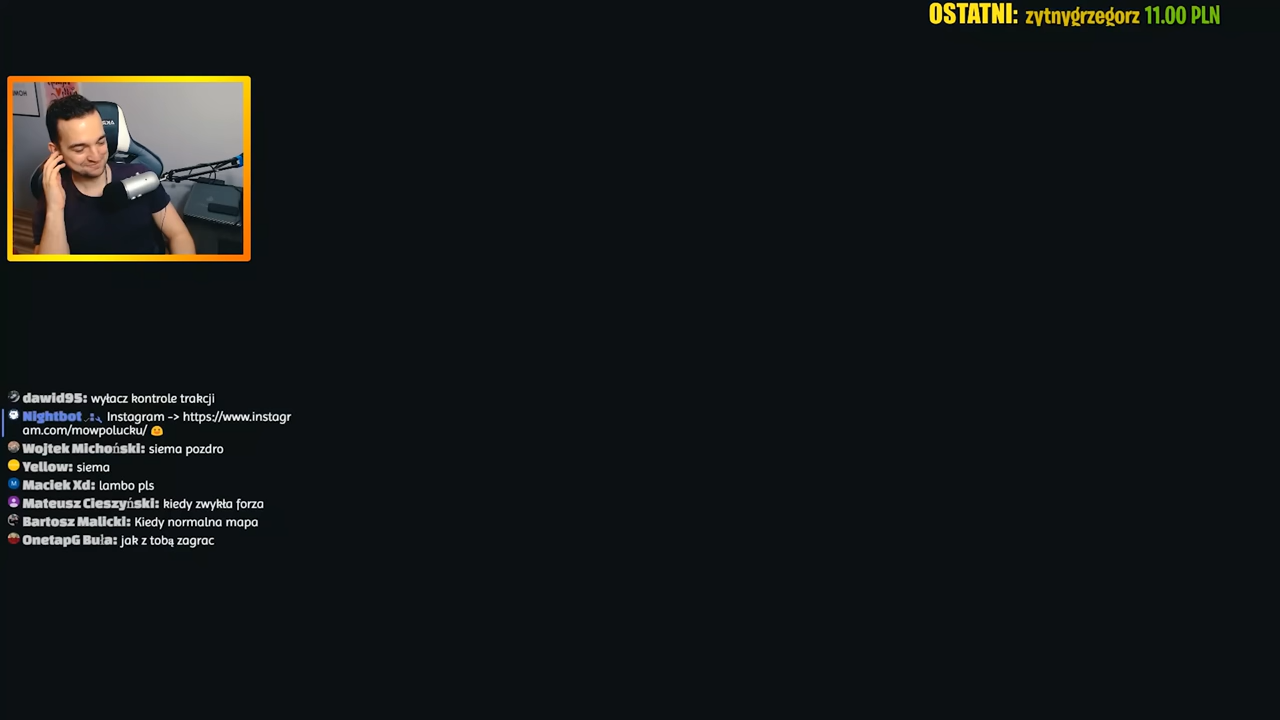 OSTATNI: zytnygrzegorz 11.00 PLN
dawid95: wyłacz kontrole trakcji
Nightbot Instagram -> https://www.instagr
am.com/mowpolucku/
Wojtek Michoński: siema pozdro
Yellow: siema
Maciek Xd: lambo pls
Mateusz Cieszyński: kiedy zwykła forza
Bartosz Malicki: Kiedy normalna mapa
OnetapG Buła: jak z tobą zagrac